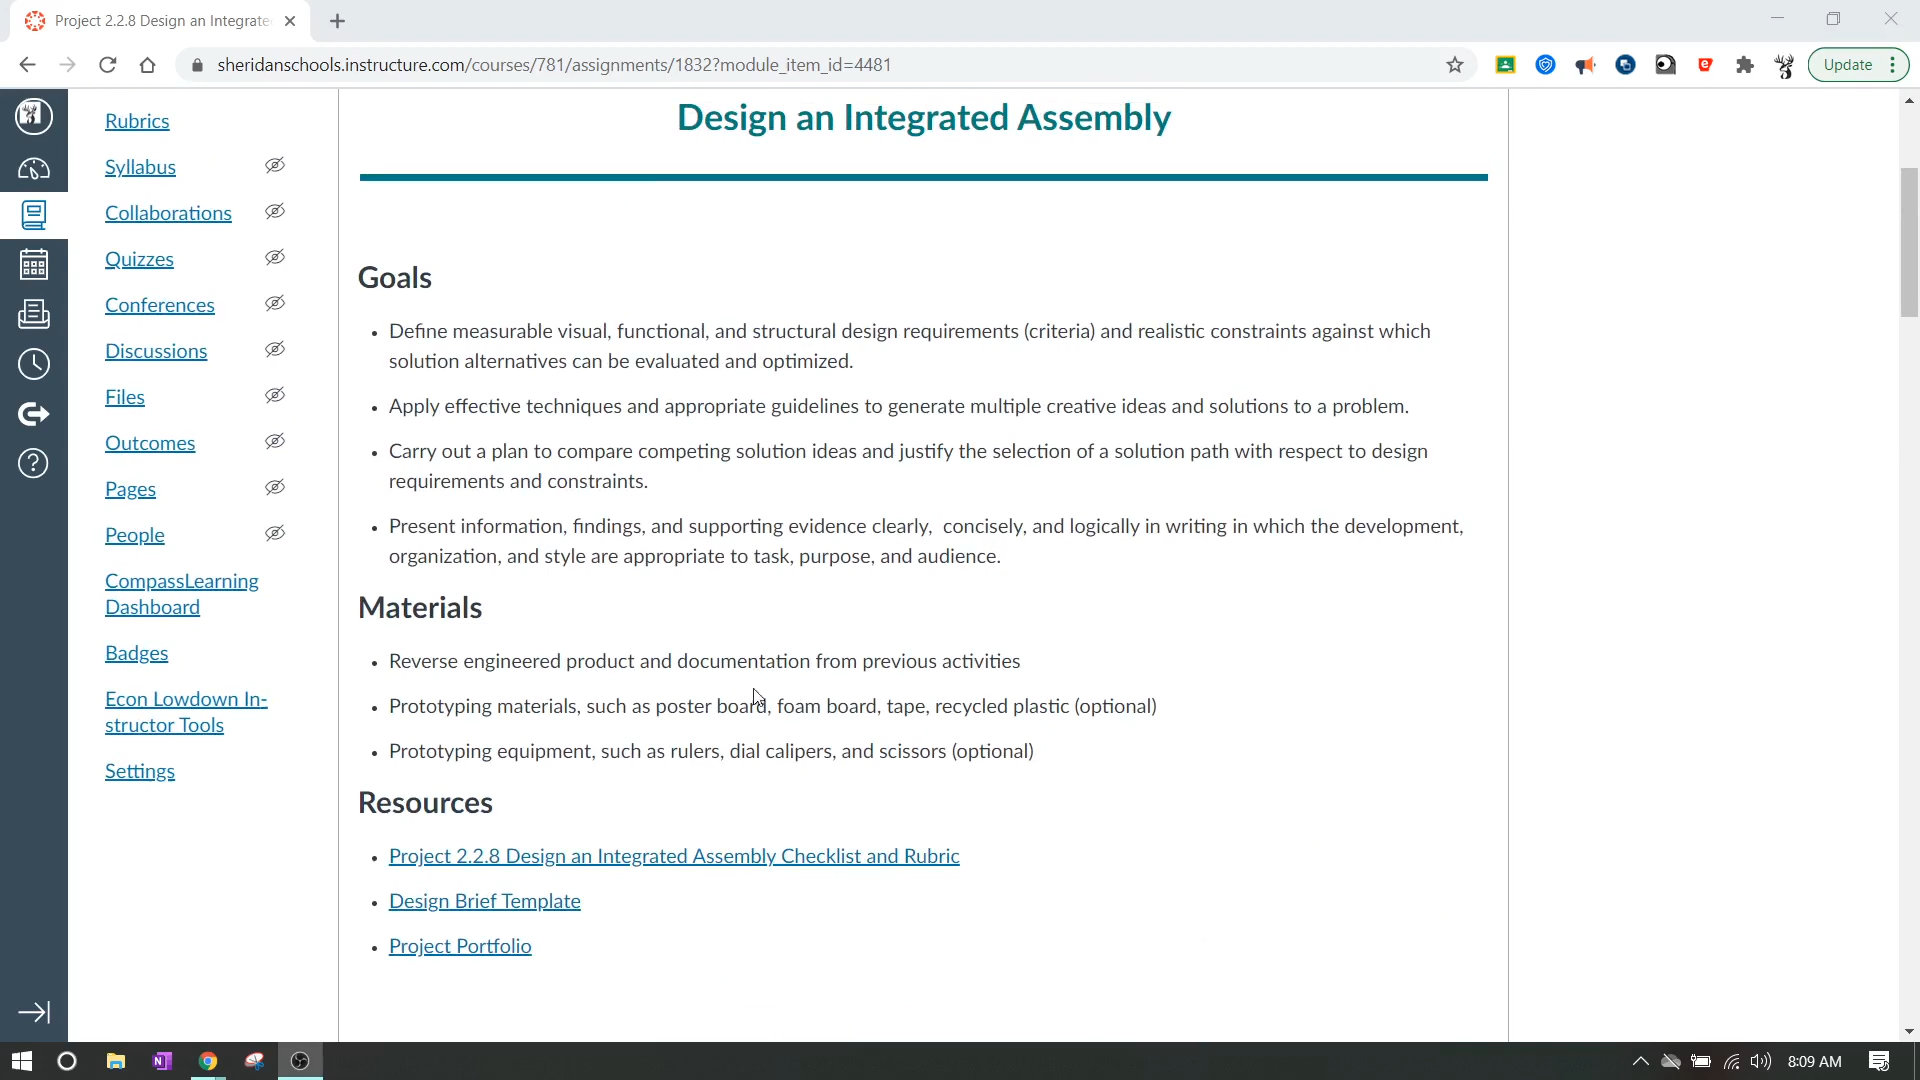 Project 2.2.8 Design an Integrate
sheridanschools.instructure.com/courses/781/assignments/1832?module_item_id=4481
Update
Rubrics
Syllabus
Collaborations
Quizzes
Conferences
Discussions
Files
Outcomes
Pages
People
CompassLearning
Dashboard
Badges
Econ Lowdown In-
structor Tools
Settings
Design an Integrated Assembly
Goals
• Define measurable visual, functional, and structural design requirements (criteria) and realistic constraints against which
solution alternatives can be evaluated and optimized.
• Apply effective techniques and appropriate guidelines to generate multiple creative ideas and solutions to a problem.
• Carry out a plan to compare competing solution ideas and justify the selection of a solution path with respect to design
requirements and constraints.
• Present information, findings, and supporting evidence clearly, concisely, and logically in writing in which the development,
organization, and style are appropriate to task, purpose, and audience.
Materials
• Reverse engineered product and documentation from previous activities
• Prototyping materials, such as poster board, foam board, tape, recycled plastic (optional)
• Prototyping equipment, such as rulers, dial calipers, and scissors (optional)
Resources
• Project 2.2.8 Design an Integrated Assembly Checklist and Rubric
• Design Brief Template
• Project Portfolio
8:09 AM